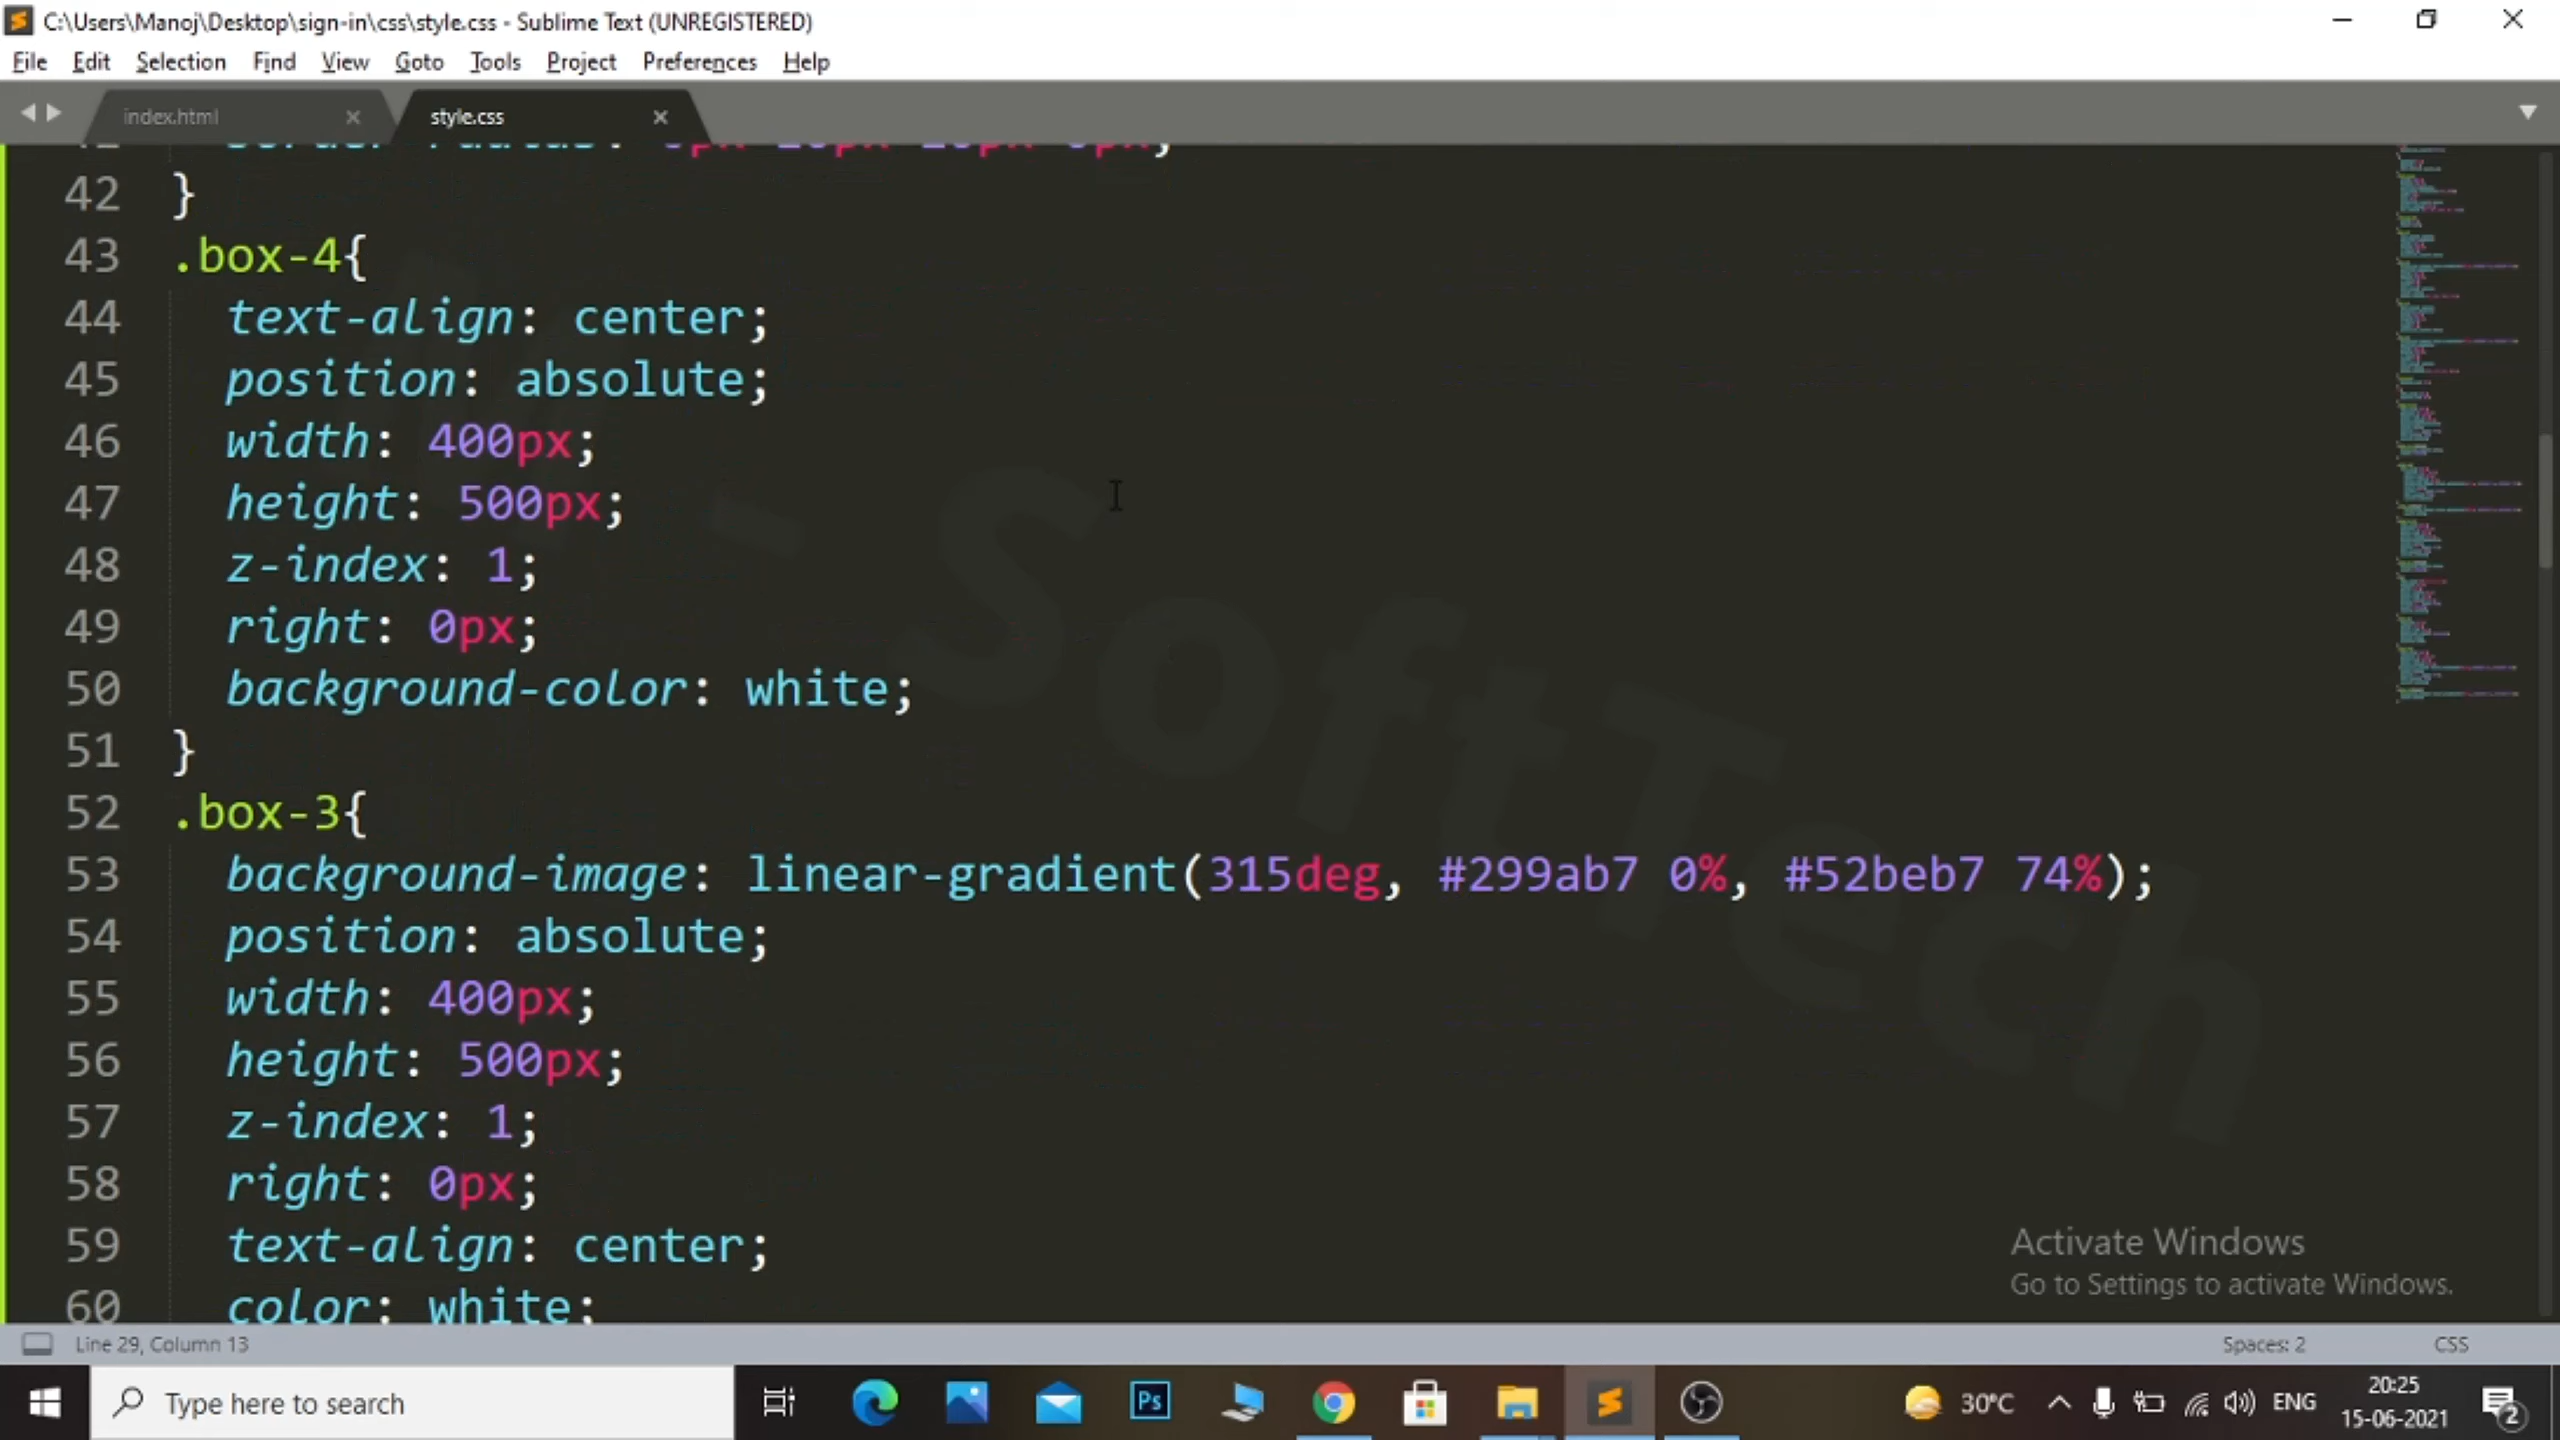 C:\Users\Manoj\Desktop\sign-in\css\style.css - Sublime Text (UNREGISTERED)
File Edit Selection Find View Goto Tools Project Preferences Help
index.html style.css
42 }
43 .box-4{
44 text-align: center;
45 position: absolute;
46 width: 400px;
47 height: 500px;
48 z-index: 1;
49 right: 0px;
50 background-color: white;
51 }
52 .box-3{
53 background-image: linear-gradient(315deg, #299ab7 0%, #52beb7 74%);
54 position: absolute;
55 width: 400px;
56 height: 500px;
57 z-index: 1;
58 right: 0px;
59 text-align: center;
60 color: white;
- SoftTech
Activate Windows
Go to Settings to activate Windows.
Line 29, Column 13 Spaces: 2 CSS
Type here to search Ps 30°C ENG 20:25
15-06-2021 2